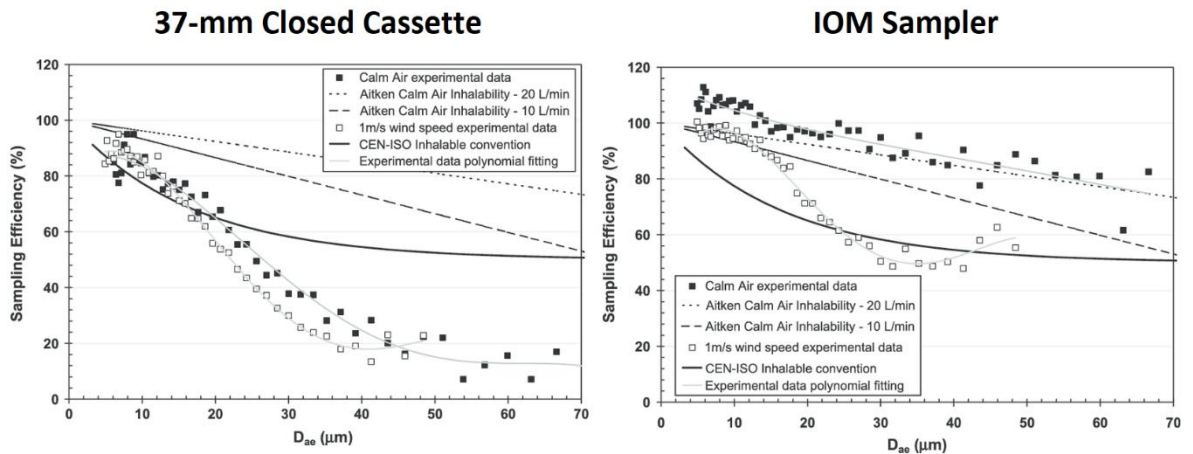 37-mm Closed Cassette
120
100
80
60
40
20
0
Sampling Efficiency (%)
Calm Air experimental data
Aitken Calm Air Inhalability - 20 L/min
Aitken Calm Air Inhalability - 10 L/min
1m/s wind speed experimental data
CEN-ISO Inhalable convention
Experimental data polynomial fitting
0 10 20 30 40 50 60 70
Dae (μm)
IOM Sampler
120
100
80
60
40
20
0
Sampling Efficiency (%)
Calm Air experimental data
Aitken Calm Air Inhalability - 20 L/min
Aitken Calm Air Inhalability - 10 L/min
1m/s wind speed experimental data
CEN-ISO Inhalable convention
Experimental data polynomial fitting
0 10 20 30 40 50 60 70
Dae (μm)